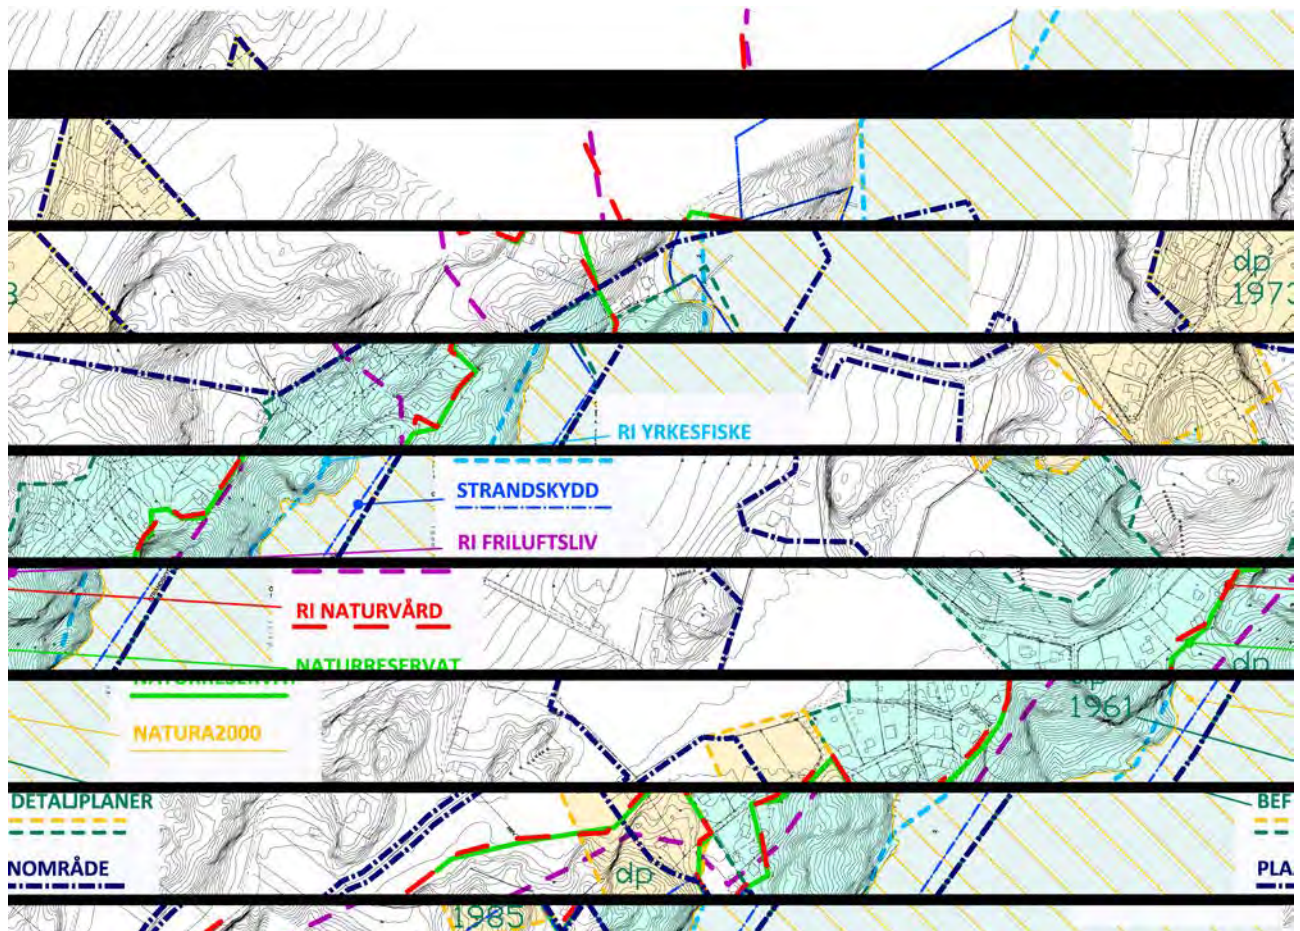 dp
1973
RI YRKESFISKE
STRANDSKYDD
RI FRILUFTSLIV
RI NATURVÅRD
NATURRESERVAT
dp
1961
NATURA2000
DETALJPLANER
BEF
NOMRÅDE
dp
PLA
1985